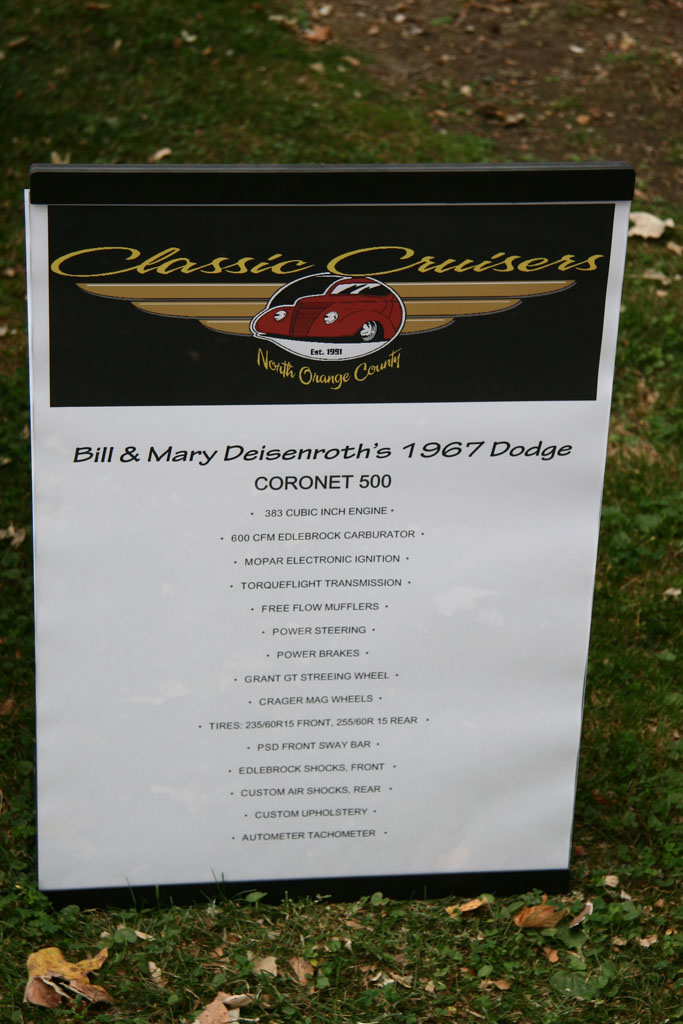 Classic Cruisers
Est. 1991
North Orange County
Bill & Mary Deisenroth's 1967 Dodge
CORONET 500
• 383 CUBIC INCH ENGINE •
• 600 CFM EDLEBROCK CARBURATOR •
• MOPAR ELECTRONIC IGNITION •
• TORQUEFLIGHT TRANSMISSION •
• FREE FLOW MUFFLERS •
• POWER STEERING •
• POWER BRAKES •
• GRANT GT STREEING WHEEL •
• CRAGER MAG WHEELS •
• TIRES: 235/60R15 FRONT, 255/60R 15 REAR •
• PSD FRONT SWAY BAR •
• EDLEBROCK SHOCKS, FRONT •
• CUSTOM AIR SHOCKS, REAR •
• CUSTOM UPHOLSTERY •
• AUTOMETER TACHOMETER •